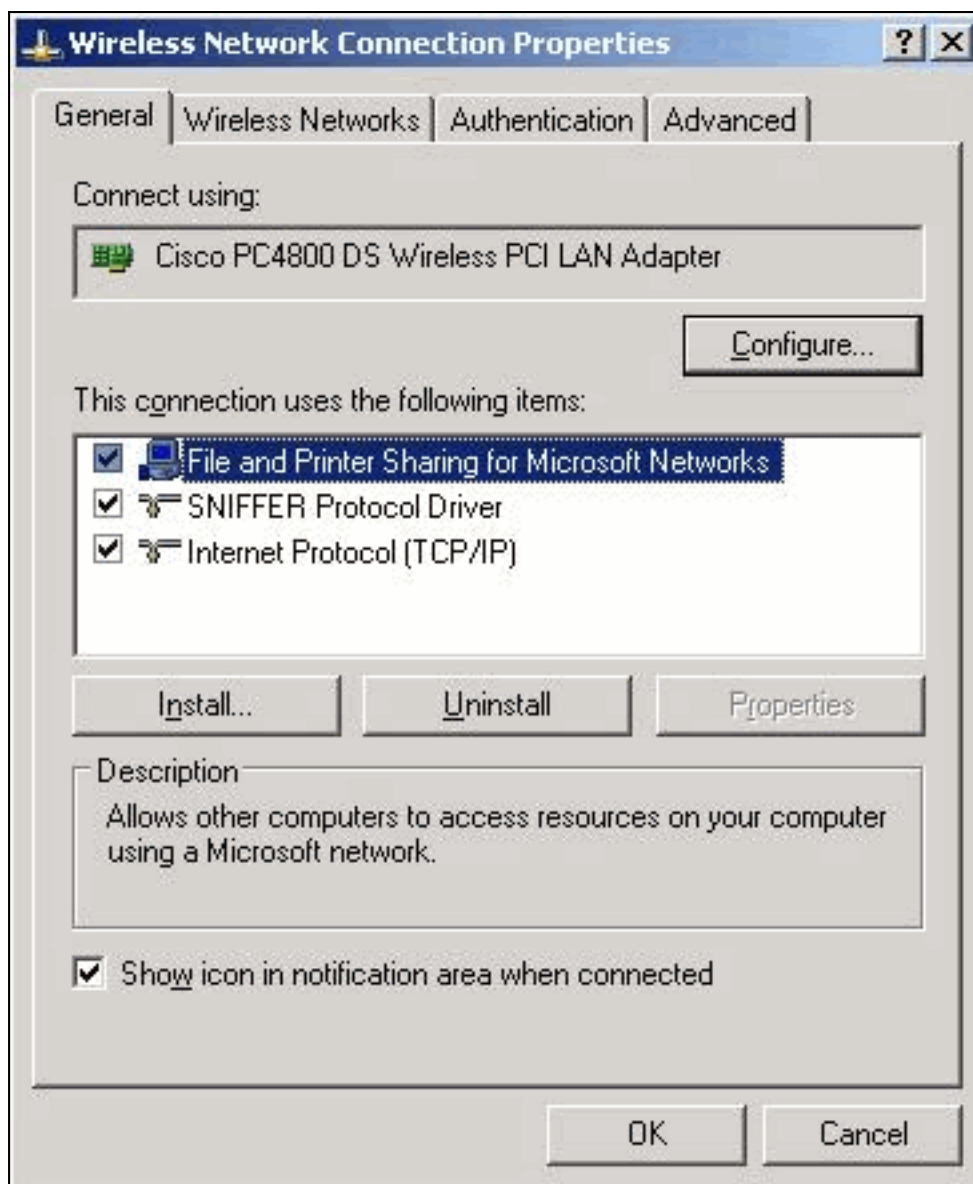 Wireless Network Connection Properties
General Wireless Networks Authentication Advanced
Connect using:
Cisco PC4800 DS Wireless PCI LAN Adapter
Configure...
This connection uses the following items:
File and Printer Sharing for Microsoft Networks
SNIFFER Protocol Driver
Internet Protocol (TCP/IP)
Install... Uninstall Properties
Description
Allows other computers to access resources on your computer
using a Microsoft network.
Show icon in notification area when connected
OK Cancel